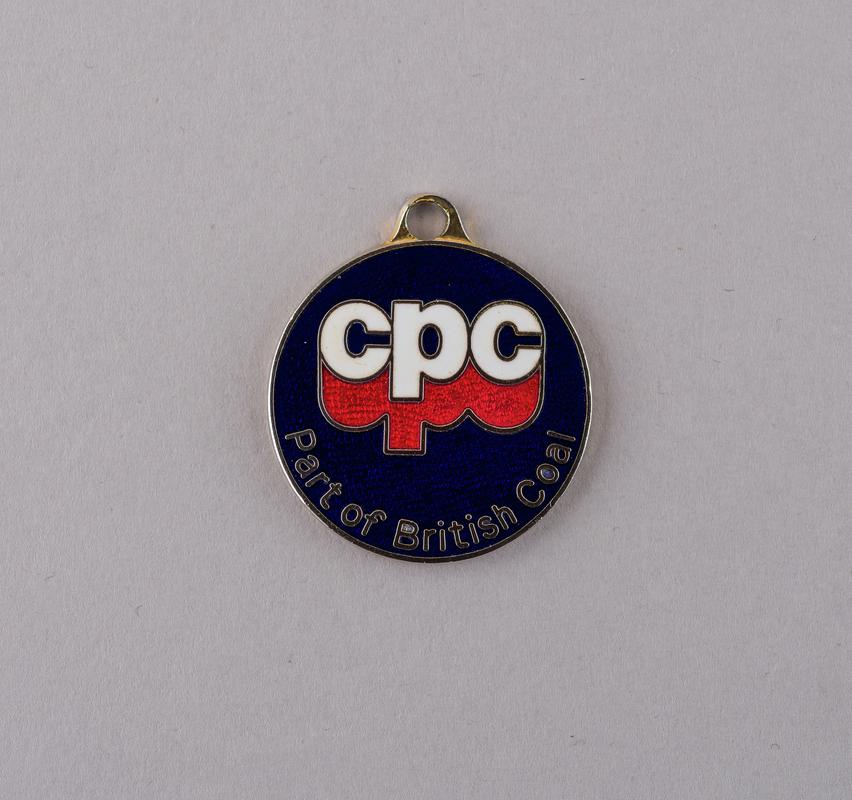 cpc
Part of British Coal